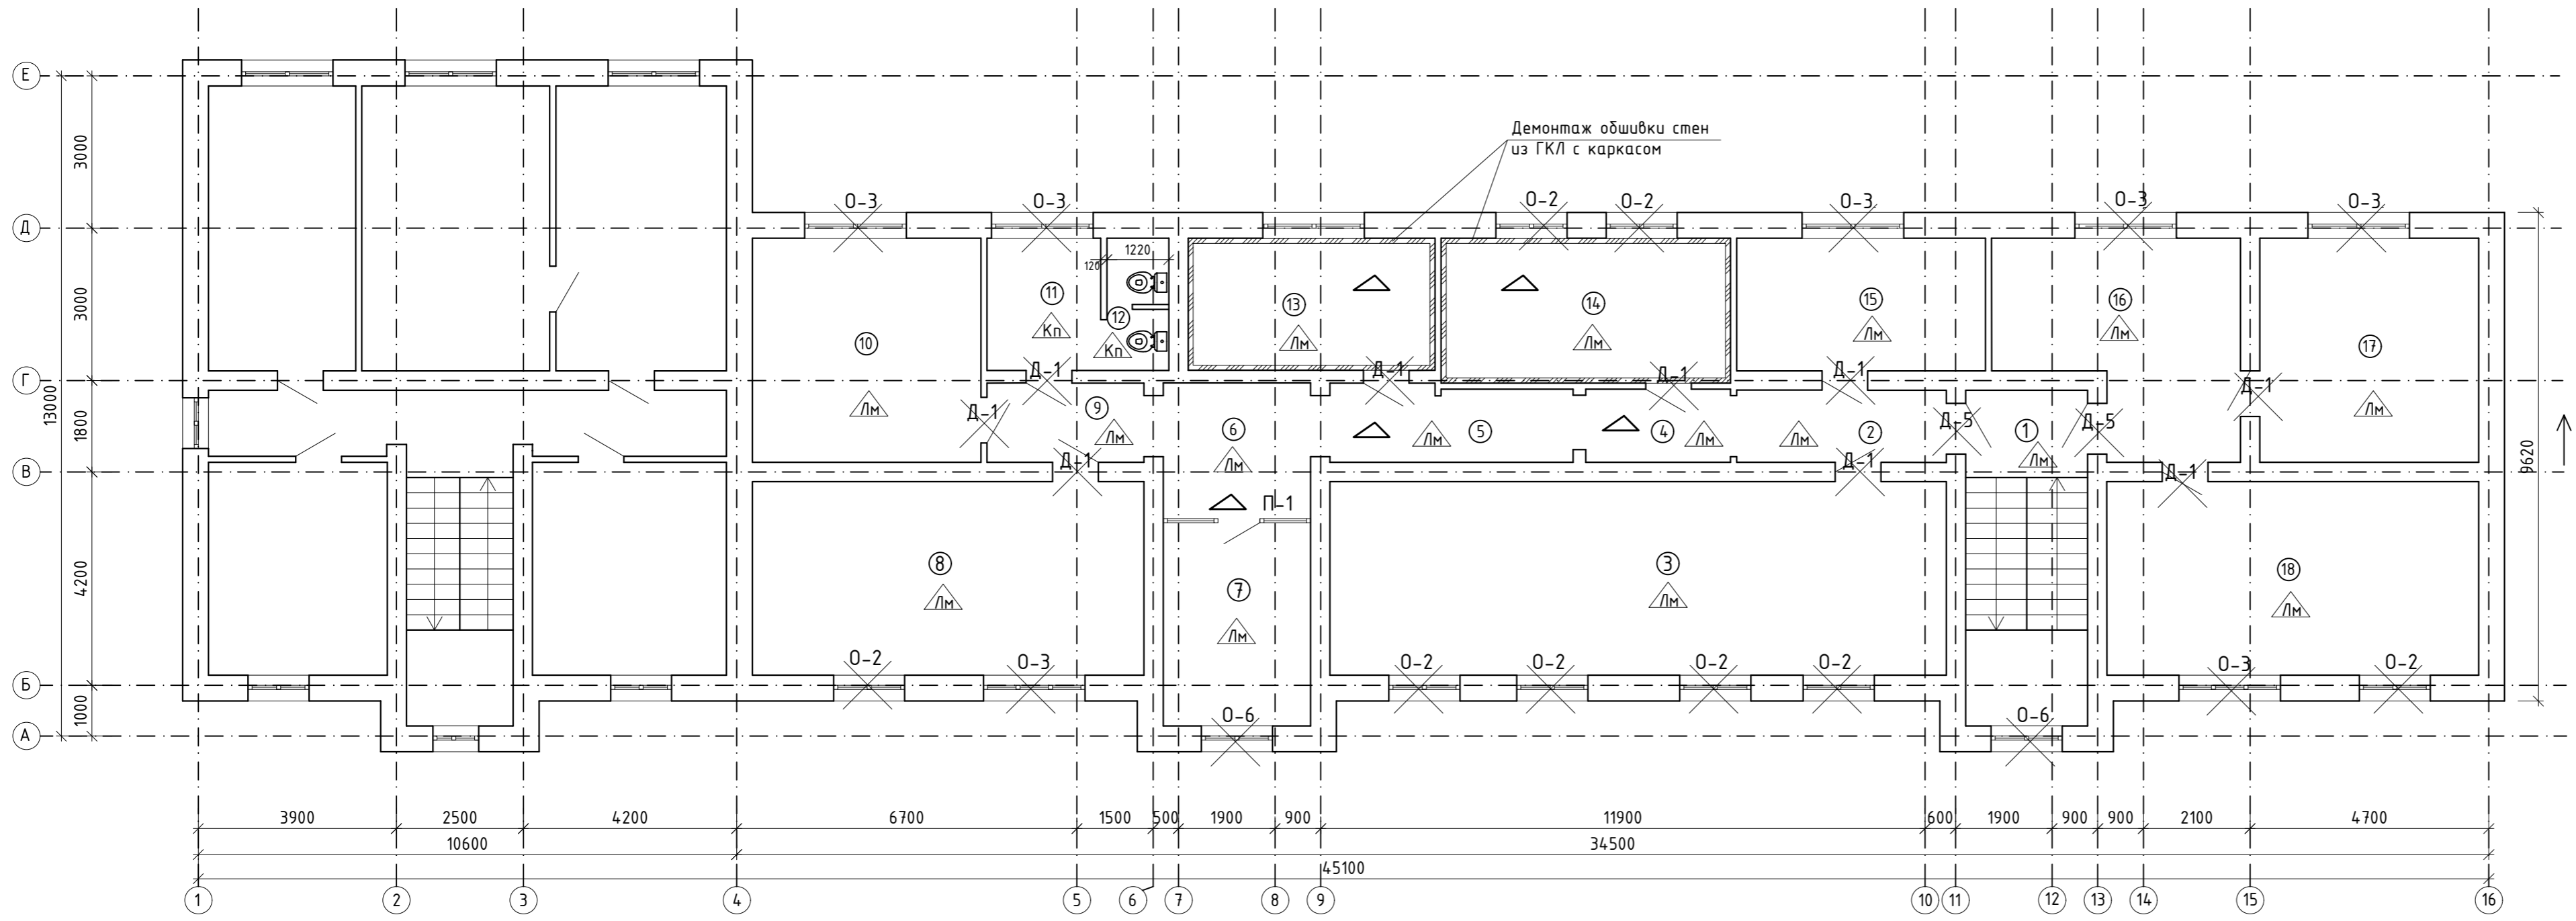 Демонтаж обшивки стен
из ГКЛ с каркасом
Е
3000
О-3
О-3
О-2
О-2
О-3
О-3
О-3
Д
1220
120
11
12
13
14
15
16
17
10
Кп
Кп
Лм
Лм
Лм
Лм
Лм
Лм
3000
13000
Г
Д-1
Д-1
Д-1
Д-1
Д-1
1800
Д-1
9
Лм
6
Лм
Лм
5
4
Лм
Лм
2
Д-5
1
Лм
Д-5
9620
В
Д-1
Д-1
Д-1
П-1
4200
8
Лм
7
Лм
3
Лм
18
Лм
О-2
О-3
О-2
О-2
О-2
О-2
О-3
О-2
Б
1000
О-6
О-6
А
3900
2500
4200
6700
1500
500
1900
900
11900
600
1900
900
900
2100
4700
10600
34500
45100
1
2
3
4
5
6
7
8
9
10
11
12
13
14
15
16